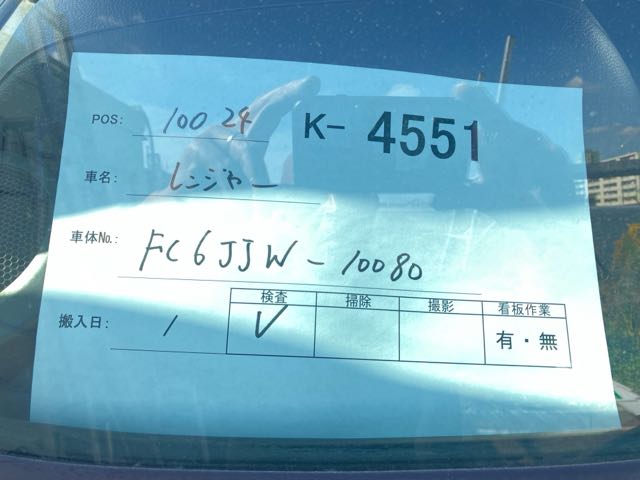 POS: 10024
K- 4551
車名: レンジャー
車体No.: FC6JJW-10080
検査 掃除 撮影 看板作業
搬入日: / ✓ 有・無